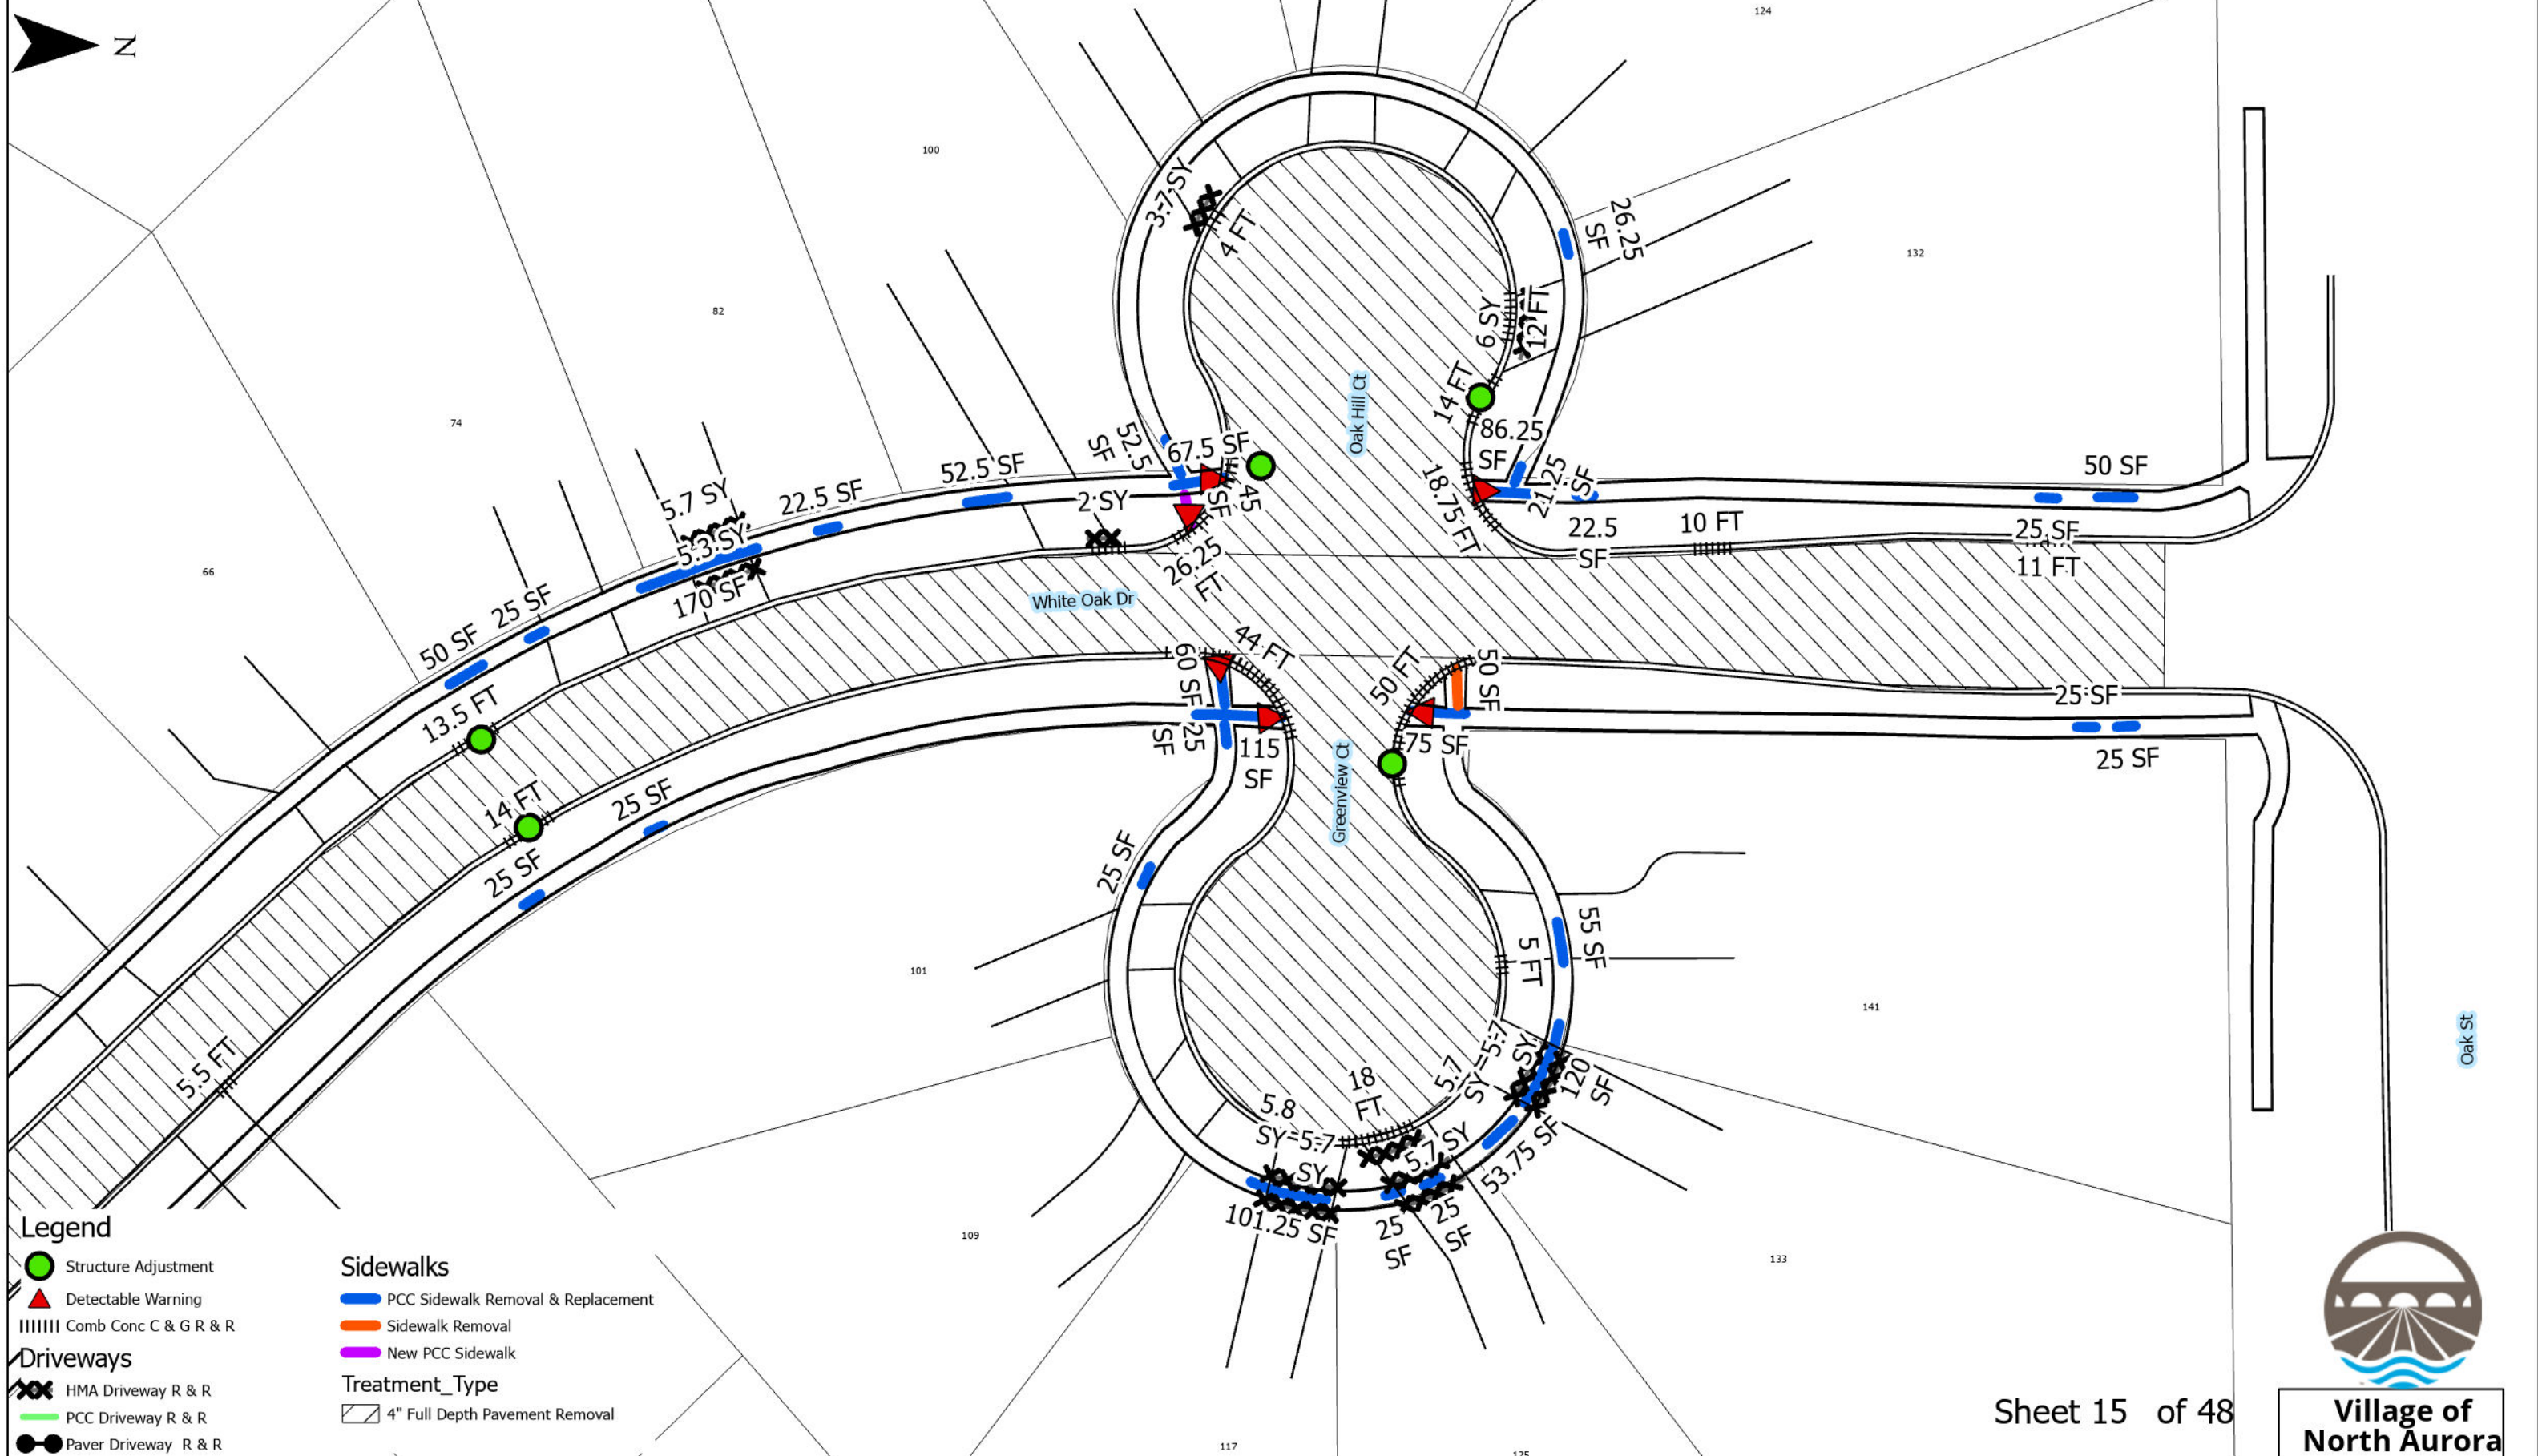 N
124
100
132
82
74
66
3.7 SY
4 FT
26.25
SF
6 SY
12 FT
14 FT
Oak Hill Ct
86.25
SF
18.75 FT
21.25
SF
52.5
SF
67.5 SF
45
SF
52.5 SF
22.5 SF
2 SY
5.7 SY
5.3 SY
170 SF
26.25
FT
22.5
SF
10 FT
50 SF
25 SF
11 FT
White Oak Dr
25 SF
50 SF
13.5 FT
14 FT
25 SF
25 SF
5.5 FT
60 SF
44 FT
50 FT
50 SF
25
SF
115
SF
75 SF
25 SF
25 SF
Greenview Ct
25 SF
55 SF
5 FT
101
141
Oak St
5.7
SY
5.7
SY
120
SF
18
FT
5.8
SY
5.7
SY
5.7 SY
53.75 SF
101.25 SF
25
SF
25
SF
109
133
117
125
Legend
Structure Adjustment
Detectable Warning
Comb Conc C & G R & R
Driveways
HMA Driveway R & R
PCC Driveway R & R
Paver Driveway R & R
Sidewalks
PCC Sidewalk Removal & Replacement
Sidewalk Removal
New PCC Sidewalk
Treatment_Type
4" Full Depth Pavement Removal
Sheet 15 of 48
Village of
North Aurora